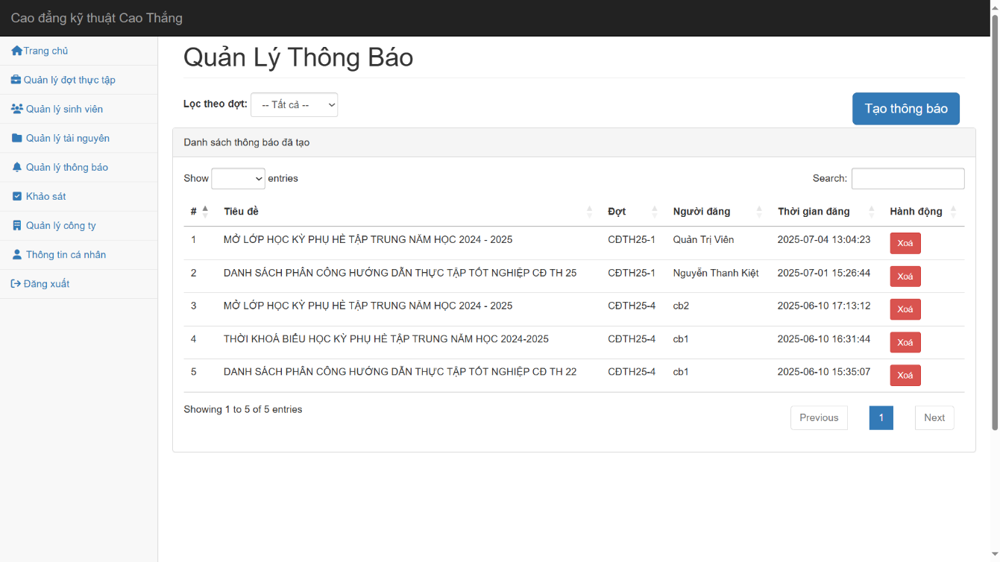 Cao đẳng kỹ thuật Cao Thắng
Trang chủ
Quản lý đợt thực tập
Quản lý sinh viên
Quản lý tài nguyên
Quản lý thông báo
Khảo sát
Quản lý công ty
Thông tin cá nhân
Đăng xuất
Quản Lý Thông Báo
Lọc theo đợt: -- Tất cả --
Tạo thông báo
Danh sách thông báo đã tạo
Show entries Search:
# Tiêu đề Đợt Người đăng Thời gian đăng Hành động
1 MỞ LỚP HỌC KỲ PHỤ HÈ TẬP TRUNG NĂM HỌC 2024 - 2025 CĐTH25-1 Quản Trị Viên 2025-07-04 13:04:23 Xoá
2 DANH SÁCH PHÂN CÔNG HƯỚNG DẪN THỰC TẬP TỐT NGHIỆP CĐ TH 25 CĐTH25-1 Nguyễn Thanh Kiệt 2025-07-01 15:26:44 Xoá
3 MỞ LỚP HỌC KỲ PHỤ HÈ TẬP TRUNG NĂM HỌC 2024 - 2025 CĐTH25-4 cb2 2025-06-10 17:13:12 Xoá
4 THỜI KHOÁ BIỂU HỌC KỲ PHỤ HÈ TẬP TRUNG NĂM HỌC 2024-2025 CĐTH25-4 cb1 2025-06-10 16:31:44 Xoá
5 DANH SÁCH PHÂN CÔNG HƯỚNG DẪN THỰC TẬP TỐT NGHIỆP CĐ TH 22 CĐTH25-4 cb1 2025-06-10 15:35:07 Xoá
Showing 1 to 5 of 5 entries
Previous 1 Next